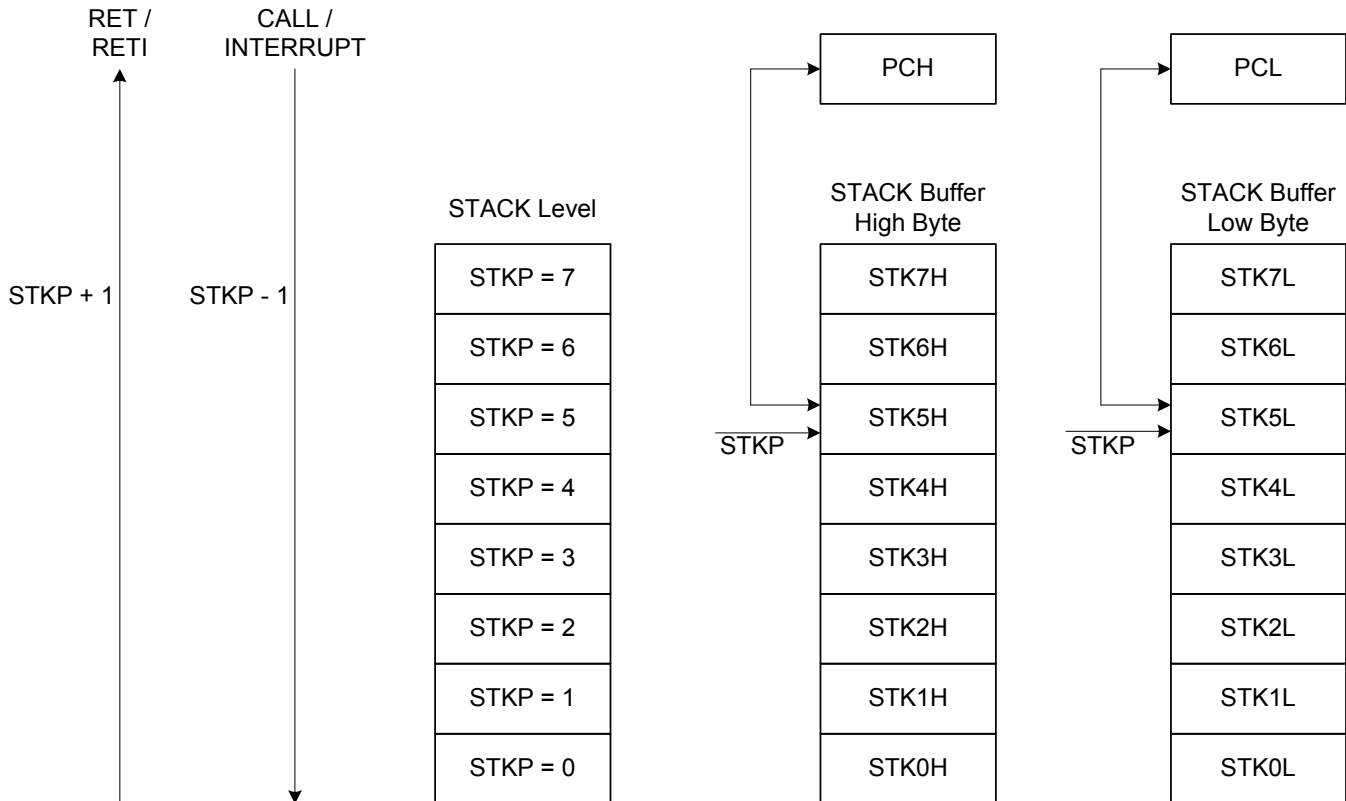 RET /
RETI
CALL /
INTERRUPT
PCH
PCL
STACK Level
STACK Buffer
High Byte
STACK Buffer
Low Byte
STKP + 1
STKP - 1
STKP = 7
STK7H
STK7L
STKP = 6
STK6H
STK6L
STKP = 5
STK5H
STK5L
STKP
STKP
STKP = 4
STK4H
STK4L
STKP = 3
STK3H
STK3L
STKP = 2
STK2H
STK2L
STKP = 1
STK1H
STK1L
STKP = 0
STK0H
STK0L